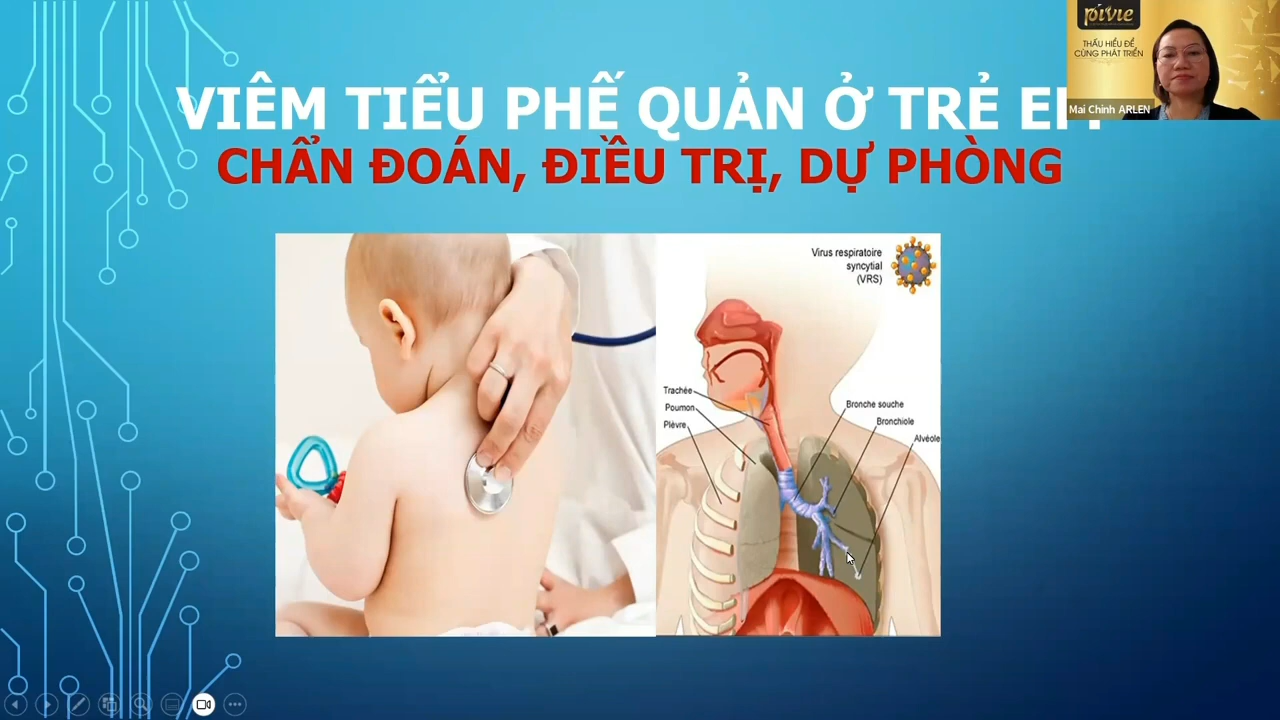 VIÊM TIỂU PHẾ QUẢN Ở TRẺ
CHẨN ĐOÁN, ĐIỀU TRỊ, DỰ PHÒNG
pivie
THẤU HIỂU ĐỂ
CÙNG PHÁT TRIỂN
Mai Chinh ARLEN
Virus respiratoire
syncytial
(VRS)
Trachée
Poumon
Plèvre
Bronche souche
Bronchiole
Alvéole